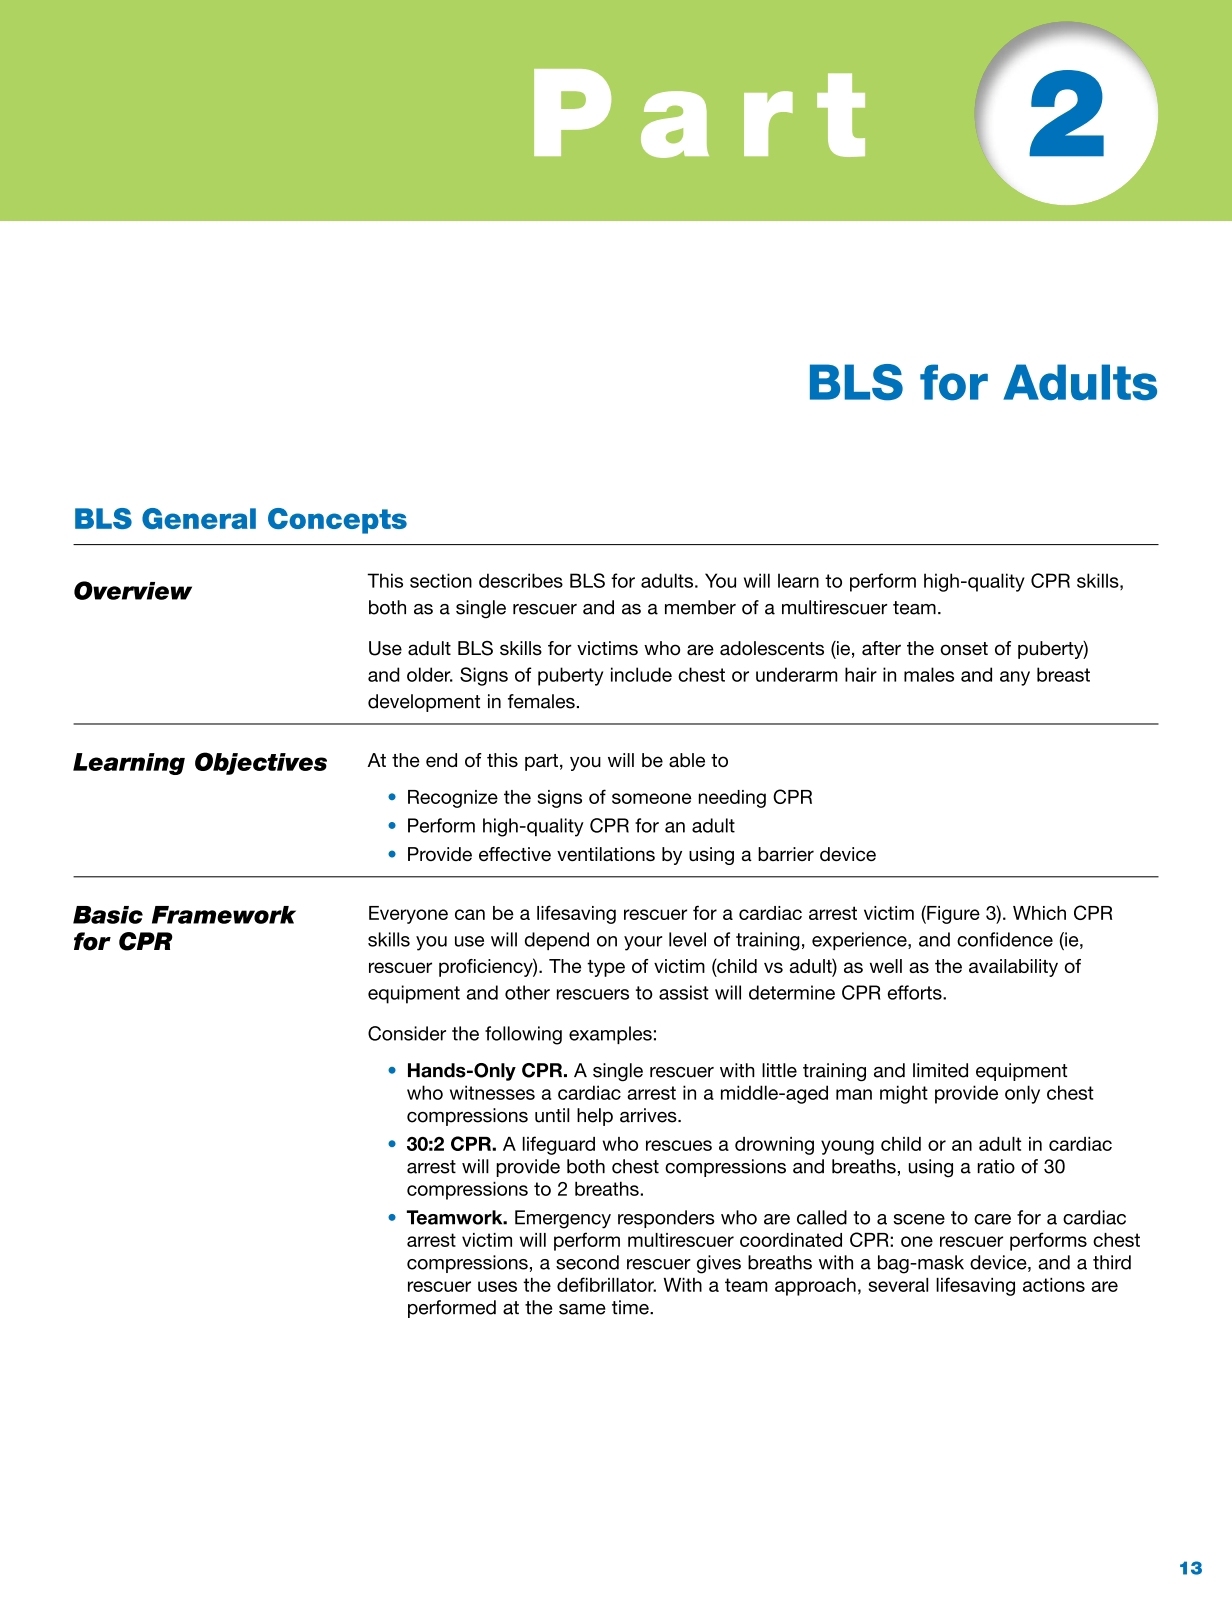 Part 2
BLS for Adults
BLS General Concepts
Overview
This section describes BLS for adults. You will learn to perform high-quality CPR skills,
both as a single rescuer and as a member of a multirescuer team.
Use adult BLS skills for victims who are adolescents (ie, after the onset of puberty)
and older. Signs of puberty include chest or underarm hair in males and any breast
development in females.
Learning Objectives
At the end of this part, you will be able to
• Recognize the signs of someone needing CPR
• Perform high-quality CPR for an adult
• Provide effective ventilations by using a barrier device
Basic Framework
for CPR
Everyone can be a lifesaving rescuer for a cardiac arrest victim (Figure 3). Which CPR
skills you use will depend on your level of training, experience, and confidence (ie,
rescuer proficiency). The type of victim (child vs adult) as well as the availability of
equipment and other rescuers to assist will determine CPR efforts.
Consider the following examples:
• Hands-Only CPR. A single rescuer with little training and limited equipment
who witnesses a cardiac arrest in a middle-aged man might provide only chest
compressions until help arrives.
• 30:2 CPR. A lifeguard who rescues a drowning young child or an adult in cardiac
arrest will provide both chest compressions and breaths, using a ratio of 30
compressions to 2 breaths.
• Teamwork. Emergency responders who are called to a scene to care for a cardiac
arrest victim will perform multirescuer coordinated CPR: one rescuer performs chest
compressions, a second rescuer gives breaths with a bag-mask device, and a third
rescuer uses the defibrillator. With a team approach, several lifesaving actions are
performed at the same time.
13